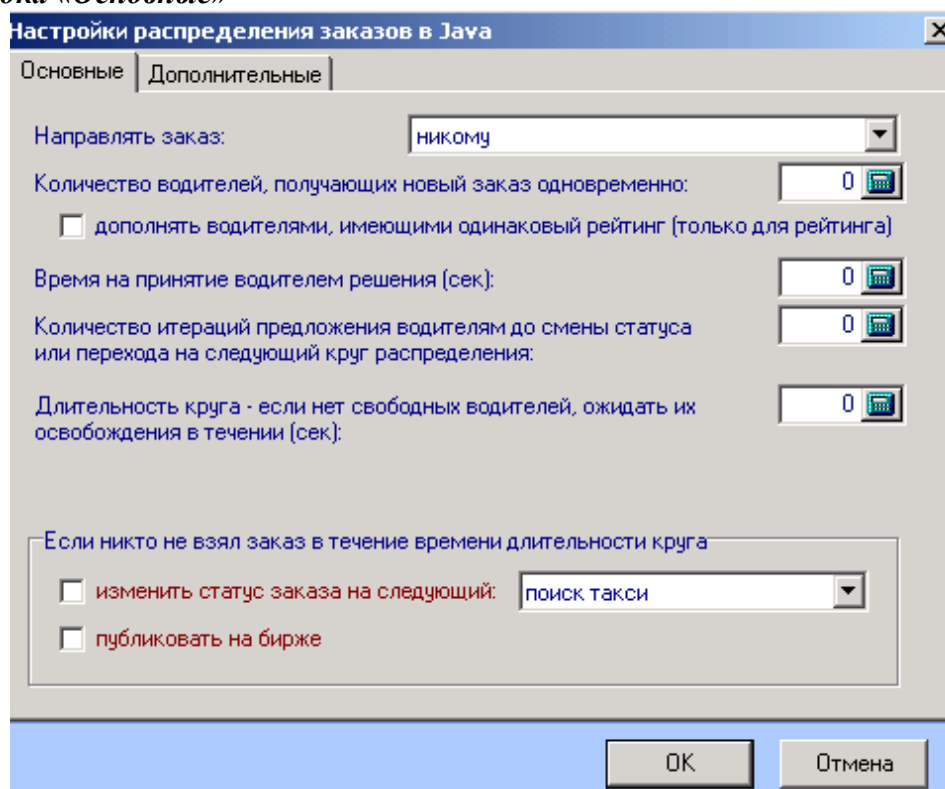 «Основные»
Настройки распределения заказов в Java
Основные Дополнительные
Направлять заказ: никому
Количество водителей, получающих новый заказ одновременно: 0
дополнять водителями, имеющими одинаковый рейтинг (только для рейтинга)
Время на принятие водителем решения (сек): 0
Количество итераций предложения водителям до смены статуса 0
или перехода на следующий круг распределения:
Длительность круга - если нет свободных водителей, ожидать их 0
освобождения в течении (сек):
Если никто не взял заказ в течение времени длительности круга
изменить статус заказа на следующий: поиск такси
публиковать на бирже
OK Отмена